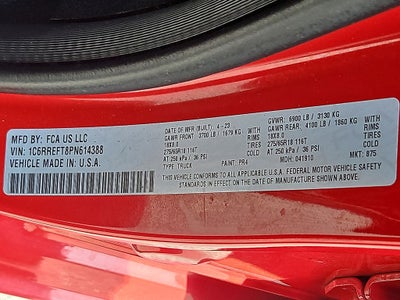 MFD BY: FCA US LLC
VIN: 1C6RREFT8PN614388
VEHICLE MADE IN: U.S.A.
DATE OF MFR (BUILT): 4-23 GVWR: 6900 LB / 3130 KG
GAWR FRONT: 3700 LB / 1679 KG WITH GAWR REAR: 4100 LB / 1860 KG WITH
18X8.0 RIMS 18X8.0 RIMS
275/65R18 116T TIRES 275/65R18 116T TIRES
AT 250 kPa / 36 PSI COLD AT 250 kPa / 36 PSI COLD
TYPE: TRUCK PAINT: PR4 MDH: 041910 MKT: 875
THIS VEHICLE CONFORMS TO ALL APPLICABLE U.S.A. FEDERAL MOTOR VEHICLE SAFETY
STANDARDS IN EFFECT ON THE DATE OF MANUFACTURE SHOWN ABOVE.